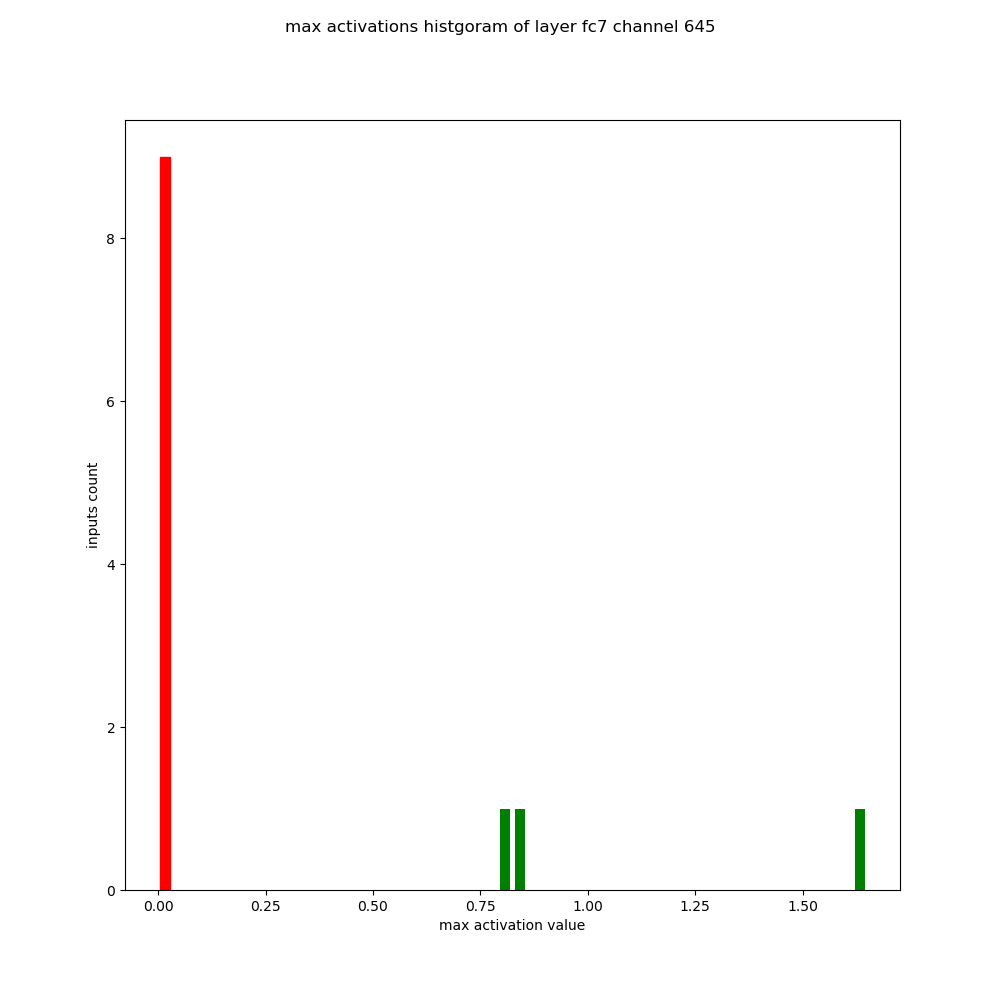 max activations histgoram of layer fc7 channel 645
8
6
4
2
0
inputs count
0.00 0.25 0.50 0.75 1.00 1.25 1.50
max activation value